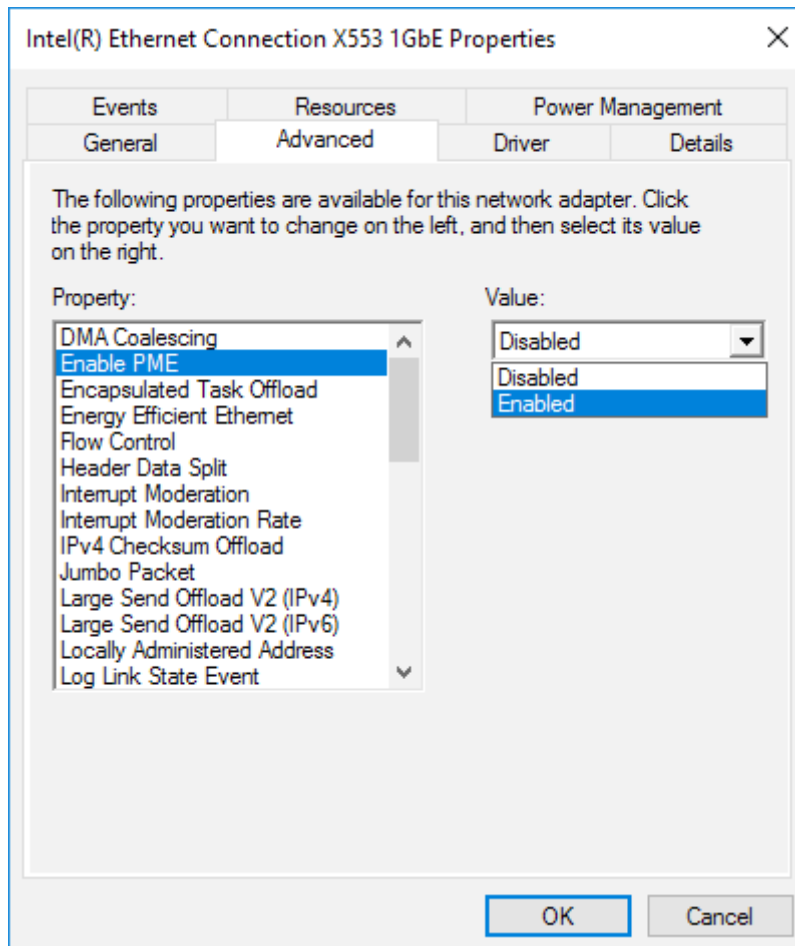 Intel(R) Ethernet Connection X553 1GbE Properties
Events Resources Power Management
General Advanced Driver Details
The following properties are available for this network adapter. Click
the property you want to change on the left, and then select its value
on the right.
Property:
Value:
DMA Coalescing
Enable PME
Encapsulated Task Offload
Energy Efficient Ethernet
Flow Control
Header Data Split
Interrupt Moderation
Interrupt Moderation Rate
IPv4 Checksum Offload
Jumbo Packet
Large Send Offload V2 (IPv4)
Large Send Offload V2 (IPv6)
Locally Administered Address
Log Link State Event
Disabled
Disabled
Enabled
OK Cancel